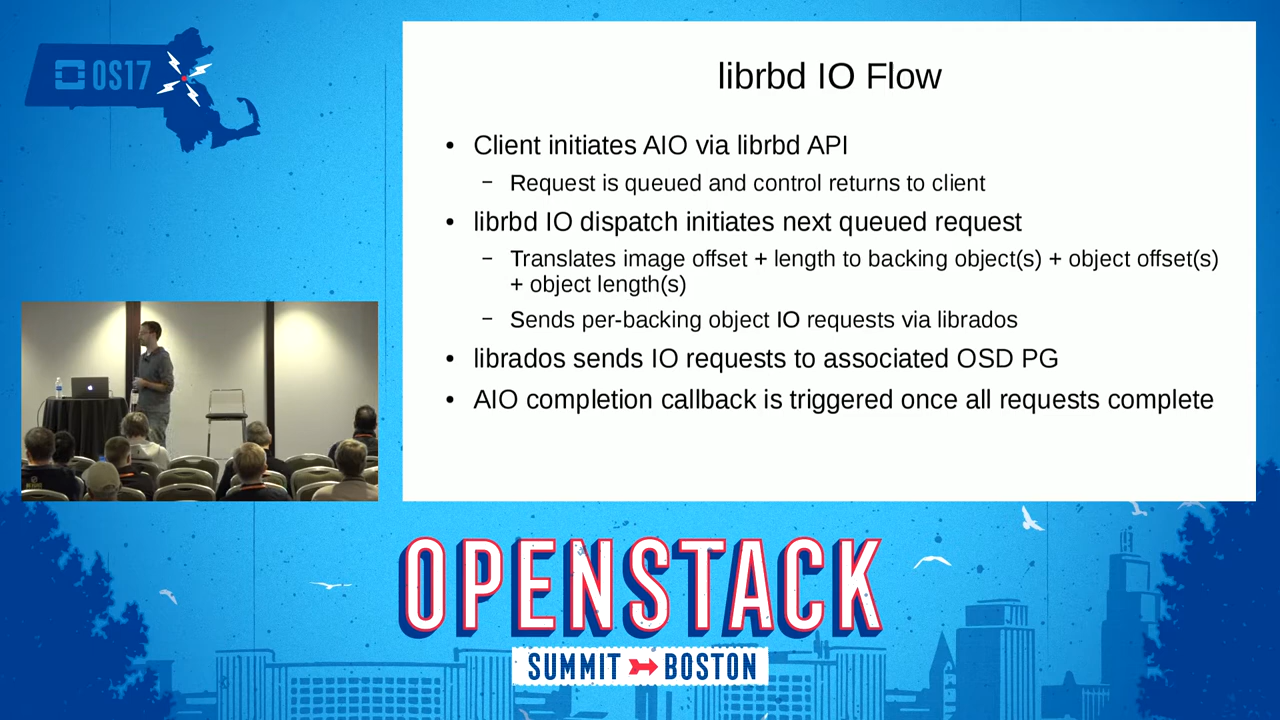 OS17
librbd IO Flow
• Client initiates AIO via librbd API
– Request is queued and control returns to client
• librbd IO dispatch initiates next queued request
– Translates image offset + length to backing object(s) + object offset(s)
+ object length(s)
– Sends per-backing object IO requests via librados
• librados sends IO requests to associated OSD PG
• AIO completion callback is triggered once all requests complete
OPENSTACK
SUMMIT BOSTON